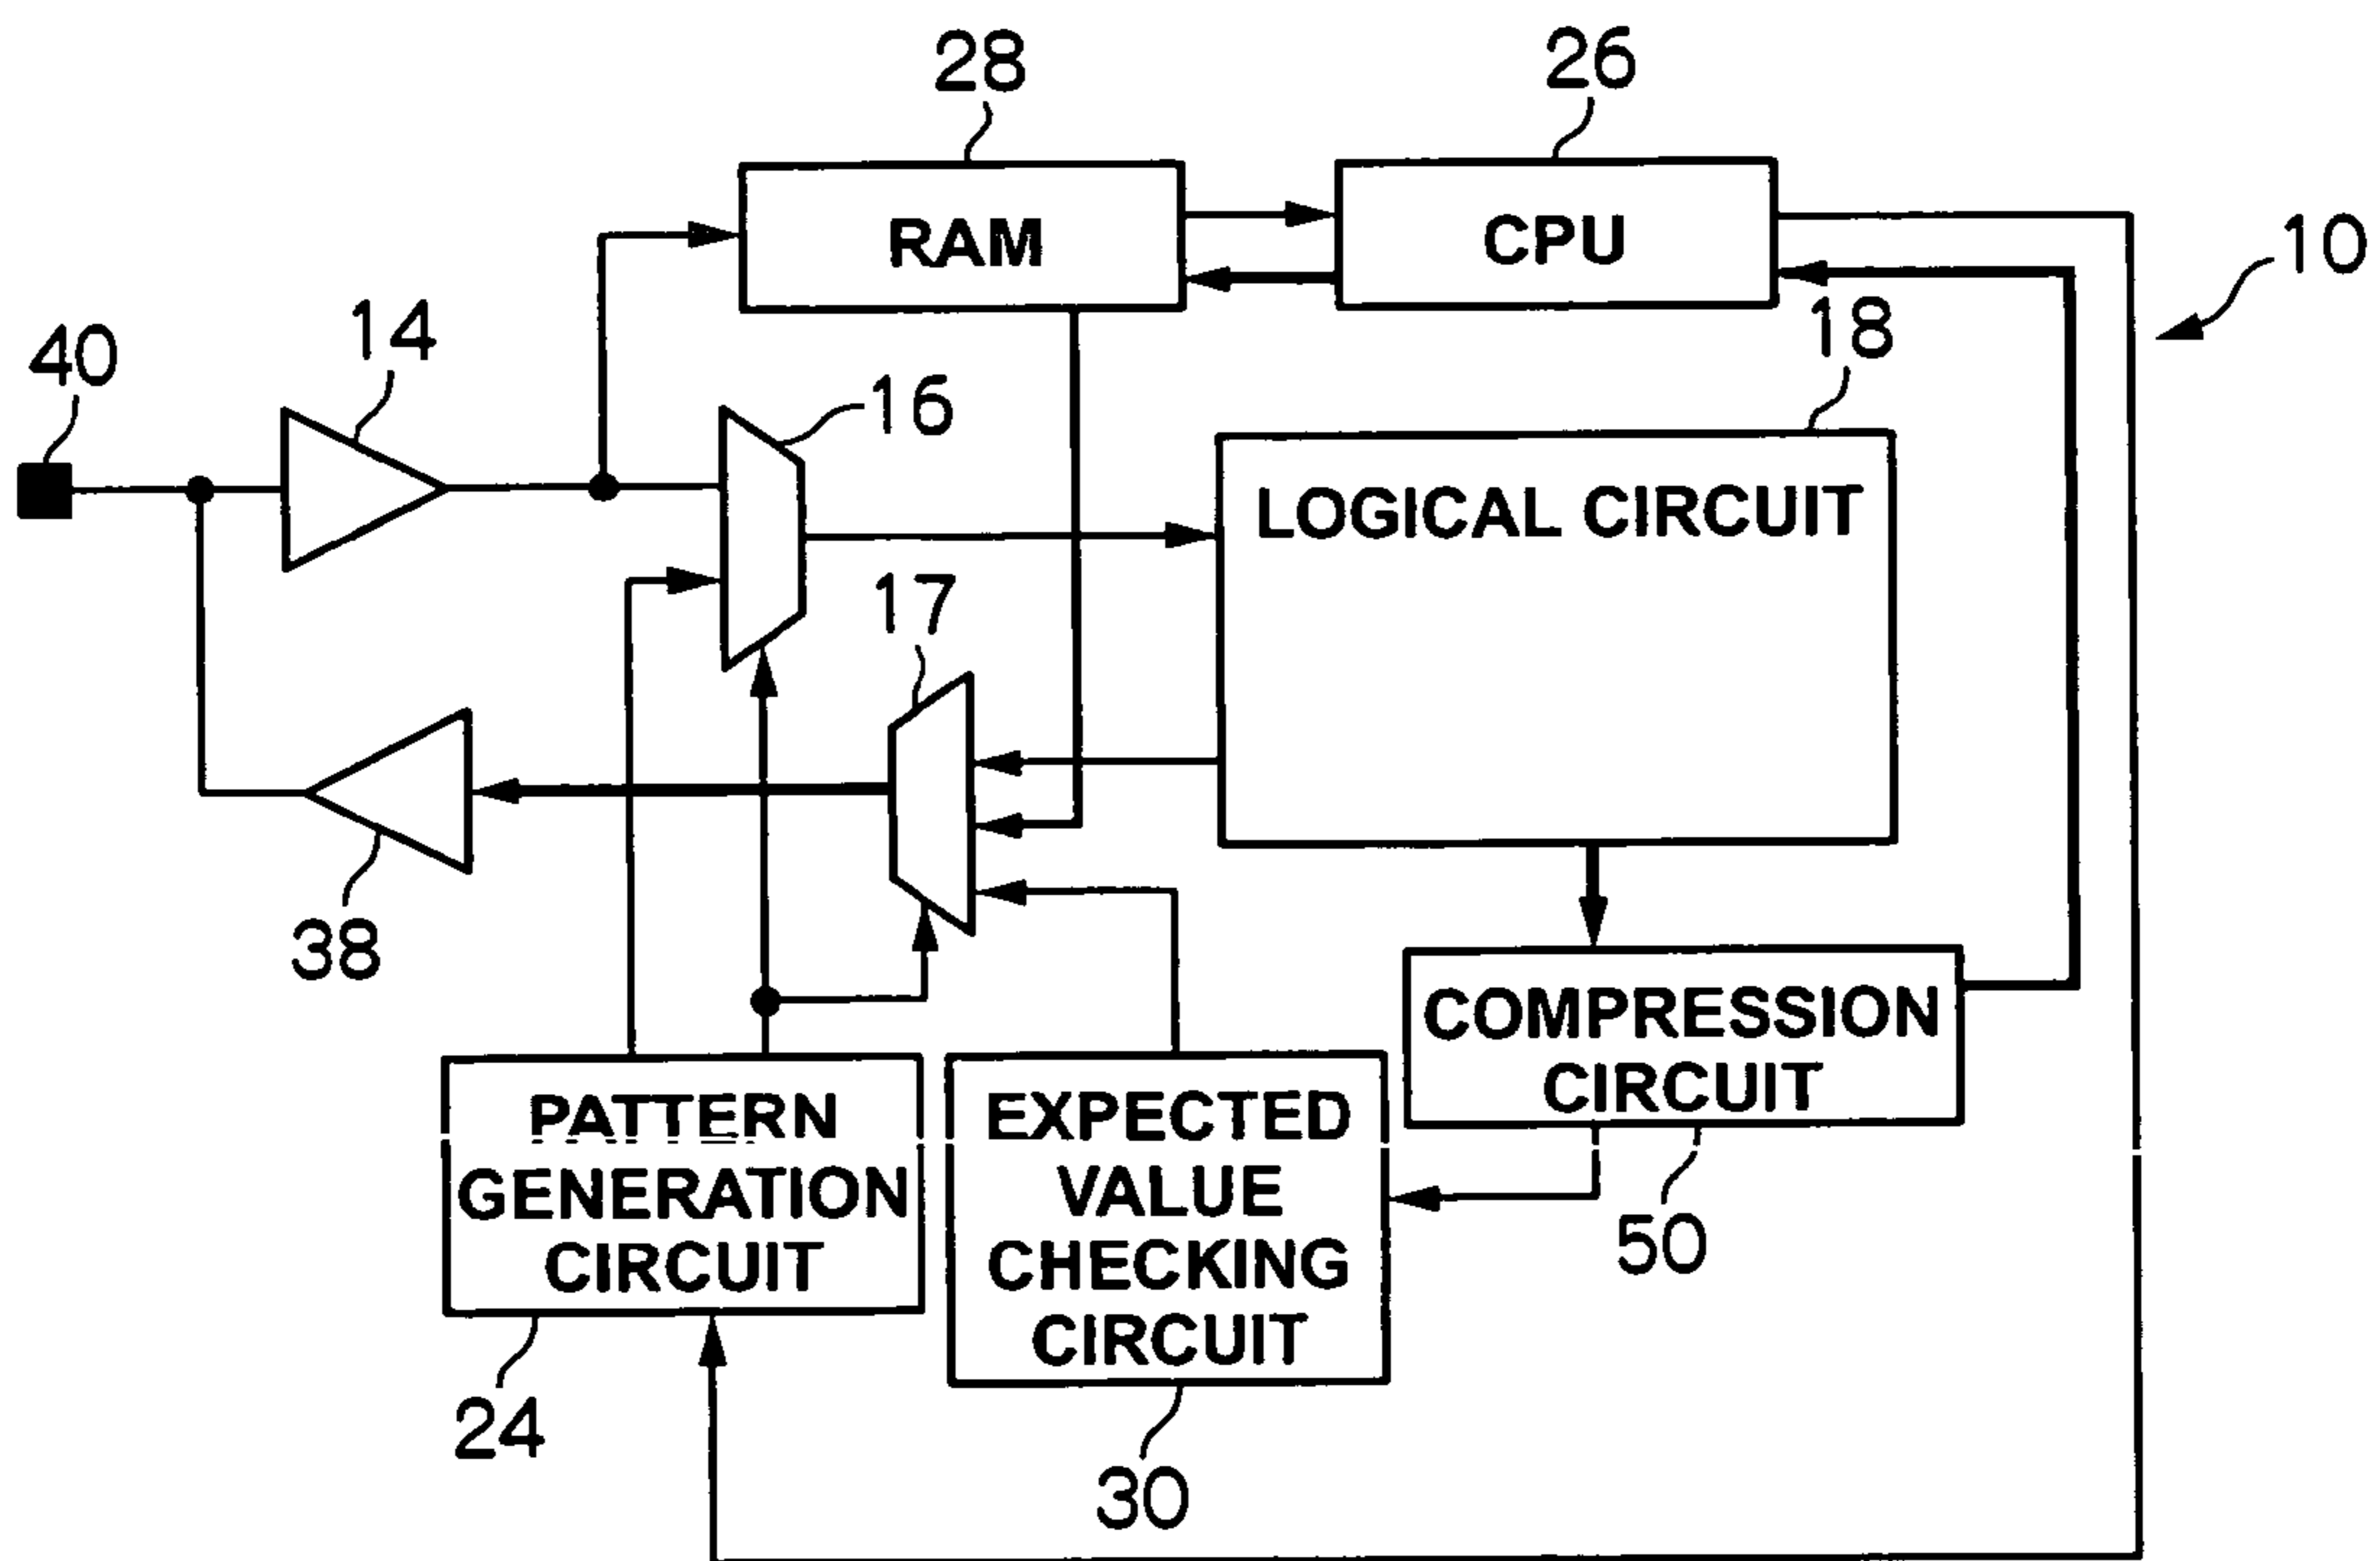 28
26
RAM
CPU
10
14
18
40
16
LOGICAL CIRCUIT
17
38
COMPRESSION
CIRCUIT
PATTERN
GENERATION
CIRCUIT
EXPECTED
VALUE
CHECKING
CIRCUIT
50
24
30